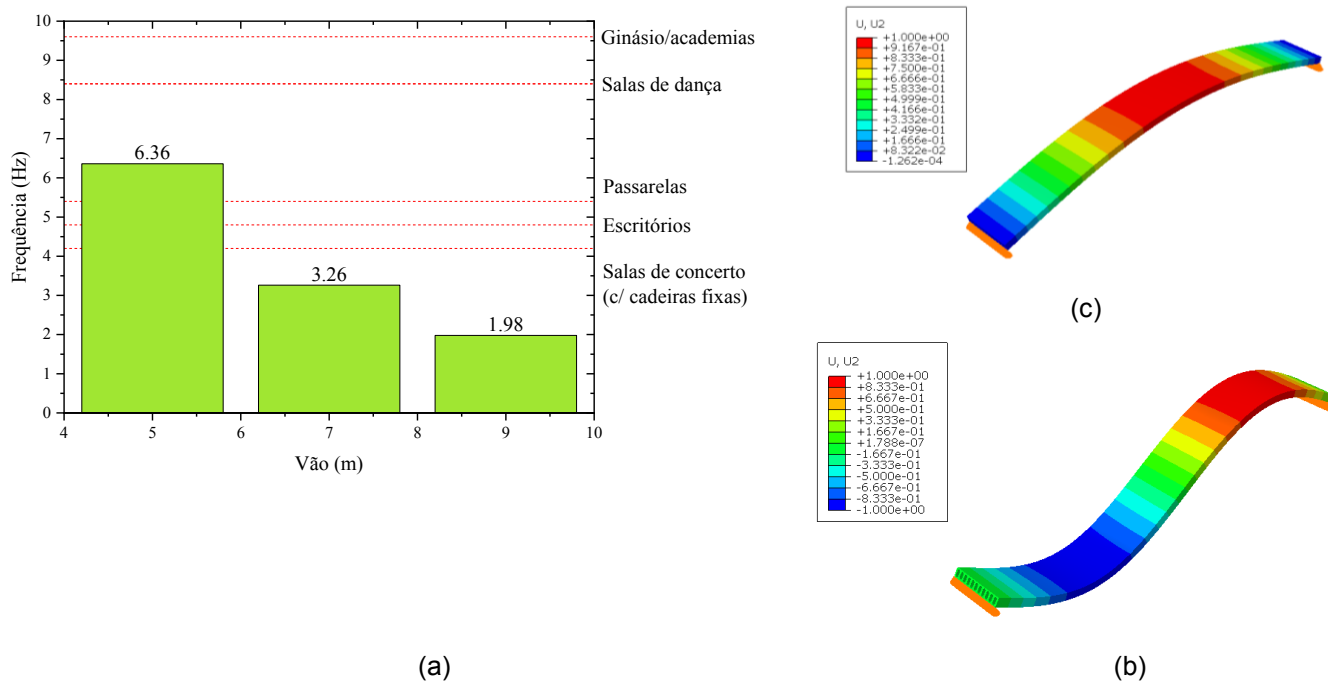 10
9
8
7
6
5
4
3
2
1
0
Frequência (Hz)
6.36
3.26
1.98
4
5
6
7
8
9
10
Vão (m)
Ginásio/academias
Salas de dança
Passarelas
Escritórios
Salas de concerto
(c/ cadeiras fixas)
(a)
U, U2
+1.000e+00
+9.167e-01
+8.333e-01
+7.500e-01
+6.666e-01
+5.833e-01
+4.999e-01
+4.166e-01
+3.332e-01
+2.499e-01
+1.666e-01
+8.322e-02
-1.262e-04
(c)
U, U2
+1.000e+00
+8.333e-01
+6.667e-01
+5.000e-01
+3.333e-01
+1.667e-01
+1.788e-07
-1.667e-01
-3.333e-01
-5.000e-01
-6.667e-01
-8.333e-01
-1.000e+00
(b)